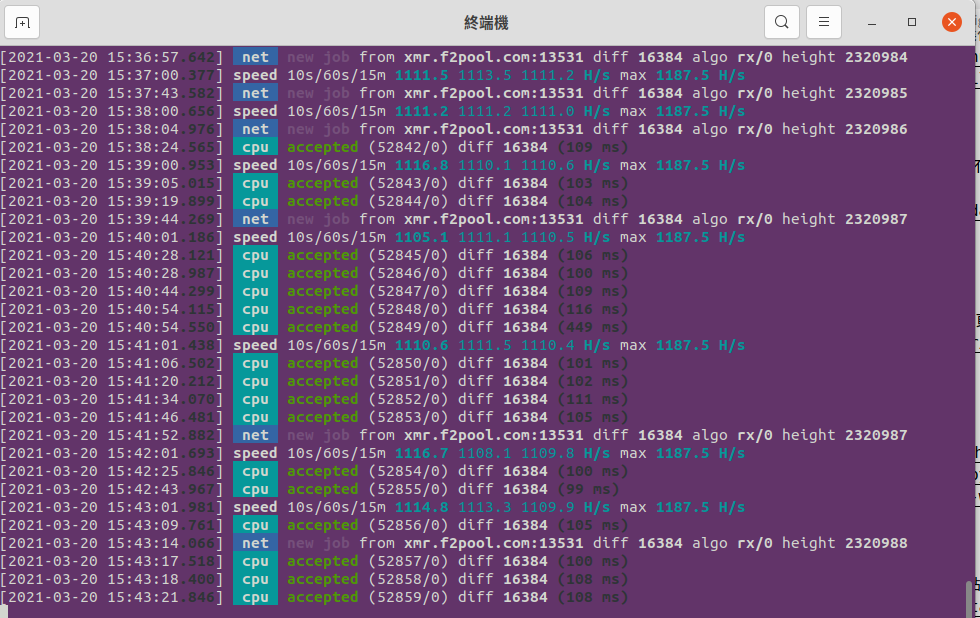 終端機
[2021-03-20 15:36:57.642] net new job from xmr.f2pool.com:13531 diff 16384 algo rx/0 height 2320984
[2021-03-20 15:37:00.377] speed 10s/60s/15m 1111.5 1113.5 1111.2 H/s max 1187.5 H/s
[2021-03-20 15:37:43.582] net new job from xmr.f2pool.com:13531 diff 16384 algo rx/0 height 2320985
[2021-03-20 15:38:00.656] speed 10s/60s/15m 1111.2 1111.2 1111.0 H/s max 1187.5 H/s
[2021-03-20 15:38:04.976] net new job from xmr.f2pool.com:13531 diff 16384 algo rx/0 height 2320986
[2021-03-20 15:38:24.565] cpu accepted (52842/0) diff 16384 (109 ms)
[2021-03-20 15:39:00.953] speed 10s/60s/15m 1116.8 1110.1 1110.6 H/s max 1187.5 H/s
[2021-03-20 15:39:05.015] cpu accepted (52843/0) diff 16384 (103 ms)
[2021-03-20 15:39:19.899] cpu accepted (52844/0) diff 16384 (104 ms)
[2021-03-20 15:39:44.269] net new job from xmr.f2pool.com:13531 diff 16384 algo rx/0 height 2320987
[2021-03-20 15:40:01.186] speed 10s/60s/15m 1105.1 1111.1 1110.5 H/s max 1187.5 H/s
[2021-03-20 15:40:28.121] cpu accepted (52845/0) diff 16384 (106 ms)
[2021-03-20 15:40:28.987] cpu accepted (52846/0) diff 16384 (100 ms)
[2021-03-20 15:40:44.299] cpu accepted (52847/0) diff 16384 (109 ms)
[2021-03-20 15:40:54.115] cpu accepted (52848/0) diff 16384 (116 ms)
[2021-03-20 15:40:54.550] cpu accepted (52849/0) diff 16384 (449 ms)
[2021-03-20 15:41:01.438] speed 10s/60s/15m 1110.6 1111.5 1110.4 H/s max 1187.5 H/s
[2021-03-20 15:41:06.502] cpu accepted (52850/0) diff 16384 (101 ms)
[2021-03-20 15:41:20.212] cpu accepted (52851/0) diff 16384 (102 ms)
[2021-03-20 15:41:34.070] cpu accepted (52852/0) diff 16384 (111 ms)
[2021-03-20 15:41:46.481] cpu accepted (52853/0) diff 16384 (105 ms)
[2021-03-20 15:41:52.882] net new job from xmr.f2pool.com:13531 diff 16384 algo rx/0 height 2320987
[2021-03-20 15:42:01.693] speed 10s/60s/15m 1116.7 1108.1 1109.8 H/s max 1187.5 H/s
[2021-03-20 15:42:25.846] cpu accepted (52854/0) diff 16384 (100 ms)
[2021-03-20 15:42:43.967] cpu accepted (52855/0) diff 16384 (99 ms)
[2021-03-20 15:43:01.981] speed 10s/60s/15m 1114.8 1113.3 1109.9 H/s max 1187.5 H/s
[2021-03-20 15:43:09.761] cpu accepted (52856/0) diff 16384 (105 ms)
[2021-03-20 15:43:14.066] net new job from xmr.f2pool.com:13531 diff 16384 algo rx/0 height 2320988
[2021-03-20 15:43:17.518] cpu accepted (52857/0) diff 16384 (100 ms)
[2021-03-20 15:43:18.400] cpu accepted (52858/0) diff 16384 (108 ms)
[2021-03-20 15:43:21.846] cpu accepted (52859/0) diff 16384 (108 ms)